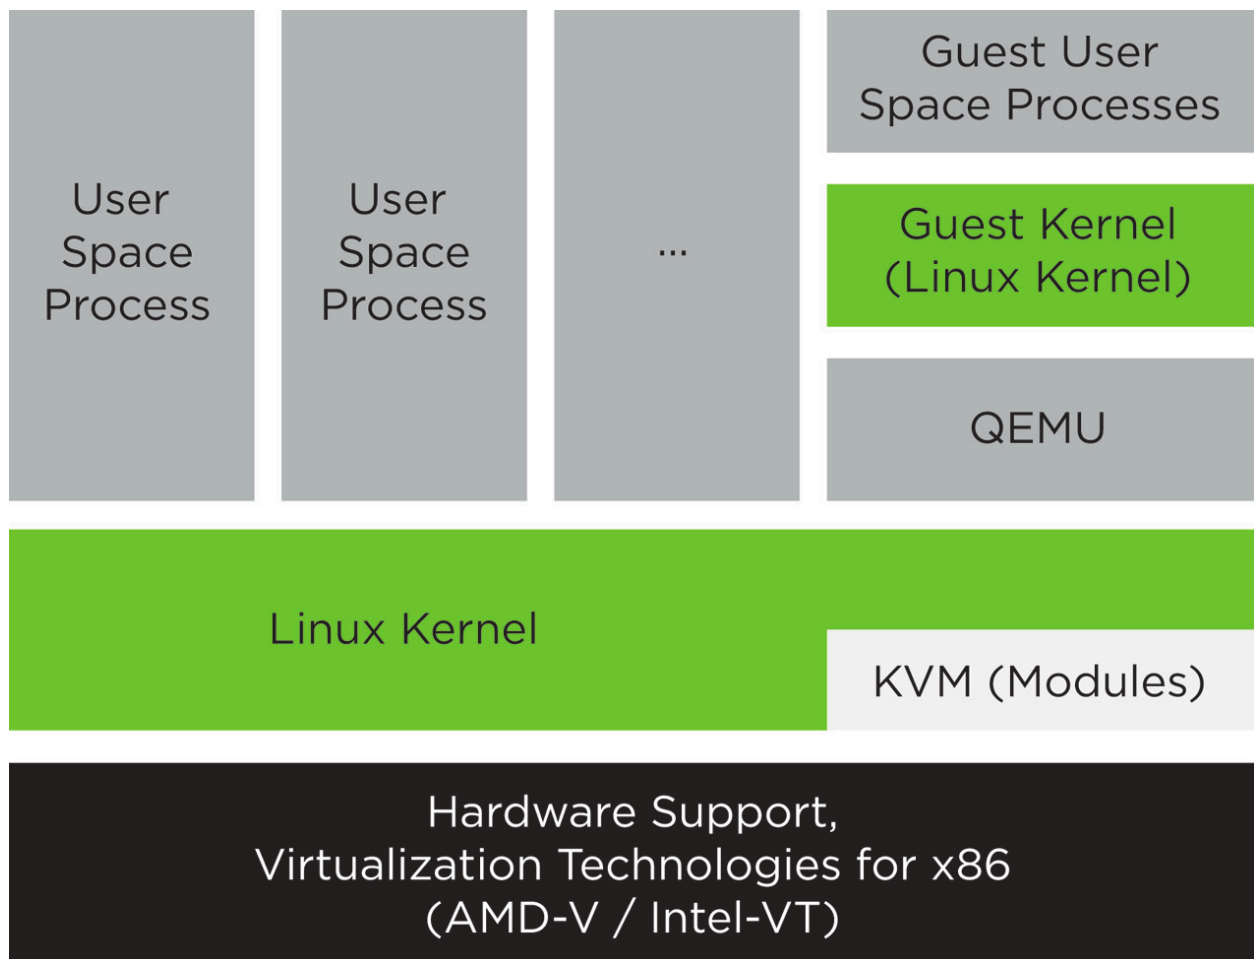 User
Space
Process
User
Space
Process
...
Guest User
Space Processes
Guest Kernel
(Linux Kernel)
QEMU
Linux Kernel
KVM (Modules)
Hardware Support,
Virtualization Technologies for x86
(AMD-V / Intel-VT)